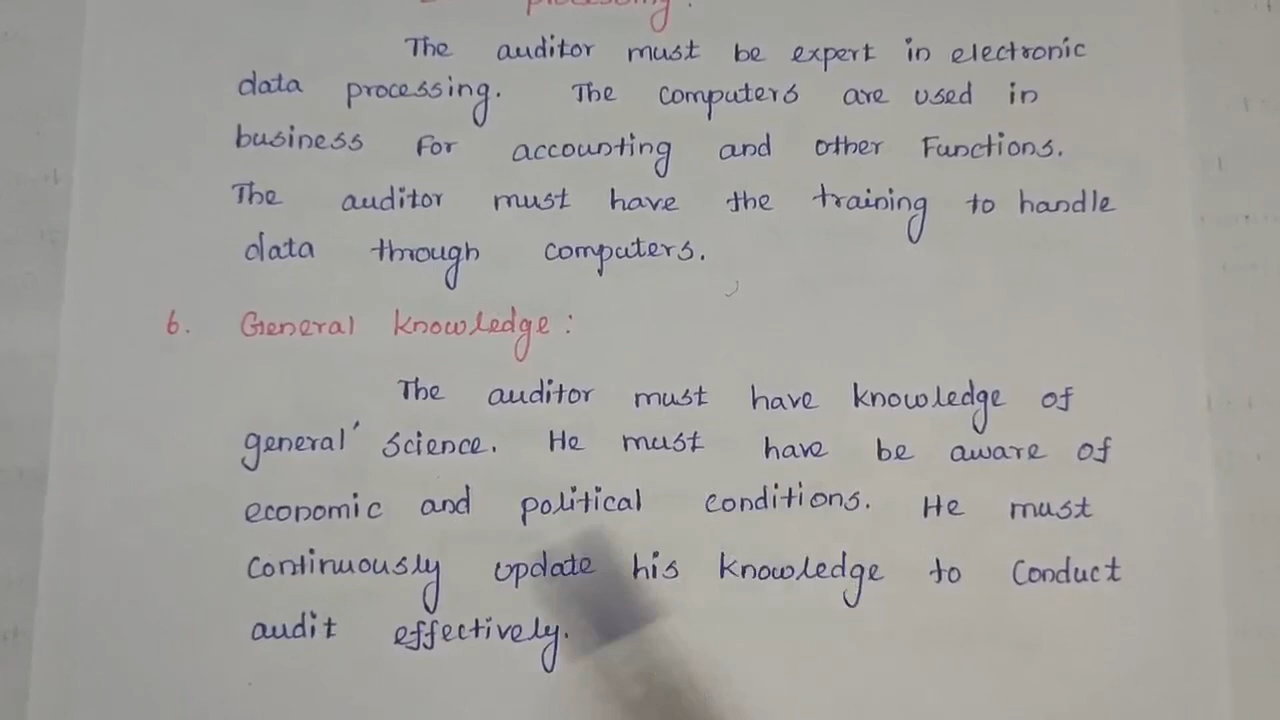 processing.
The auditor must be expert in electronic
data processing. The computers are used in
business for accounting and other Functions.
The auditor must have the training to handle
data through computers.
6. General knowledge:
The auditor must have knowledge of
general science. He must have be aware of
economic and political conditions. He must
continuously update his knowledge to conduct
audit effectively.